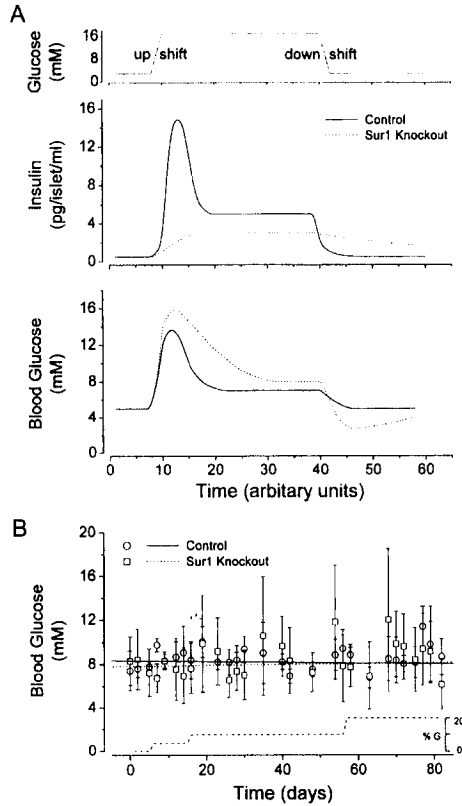 A
Glucose
(mM)
16
12
8
4
0
up shift
down shift
Insulin
(pg/islet/ml)
16
12
8
4
0
Control
Sur1 Knockout
Blood Glucose
(mM)
16
12
8
4
0
0 10 20 30 40 50 60
Time (arbitary units)
B
Blood Glucose
(mM)
20
16
12
8
4
0
Control
Sur1 Knockout
% G
20
0
0 20 40 60 80
Time (days)